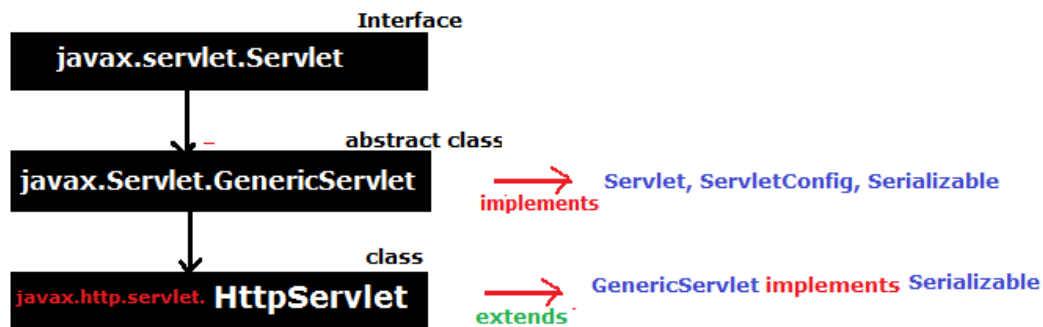 Interface
javax.servlet.Servlet
abstract class
javax.Servlet.GenericServlet
implements
Servlet, ServletConfig, Serializable
class
javax.http.servlet. HttpServlet
extends
GenericServlet implements Serializable